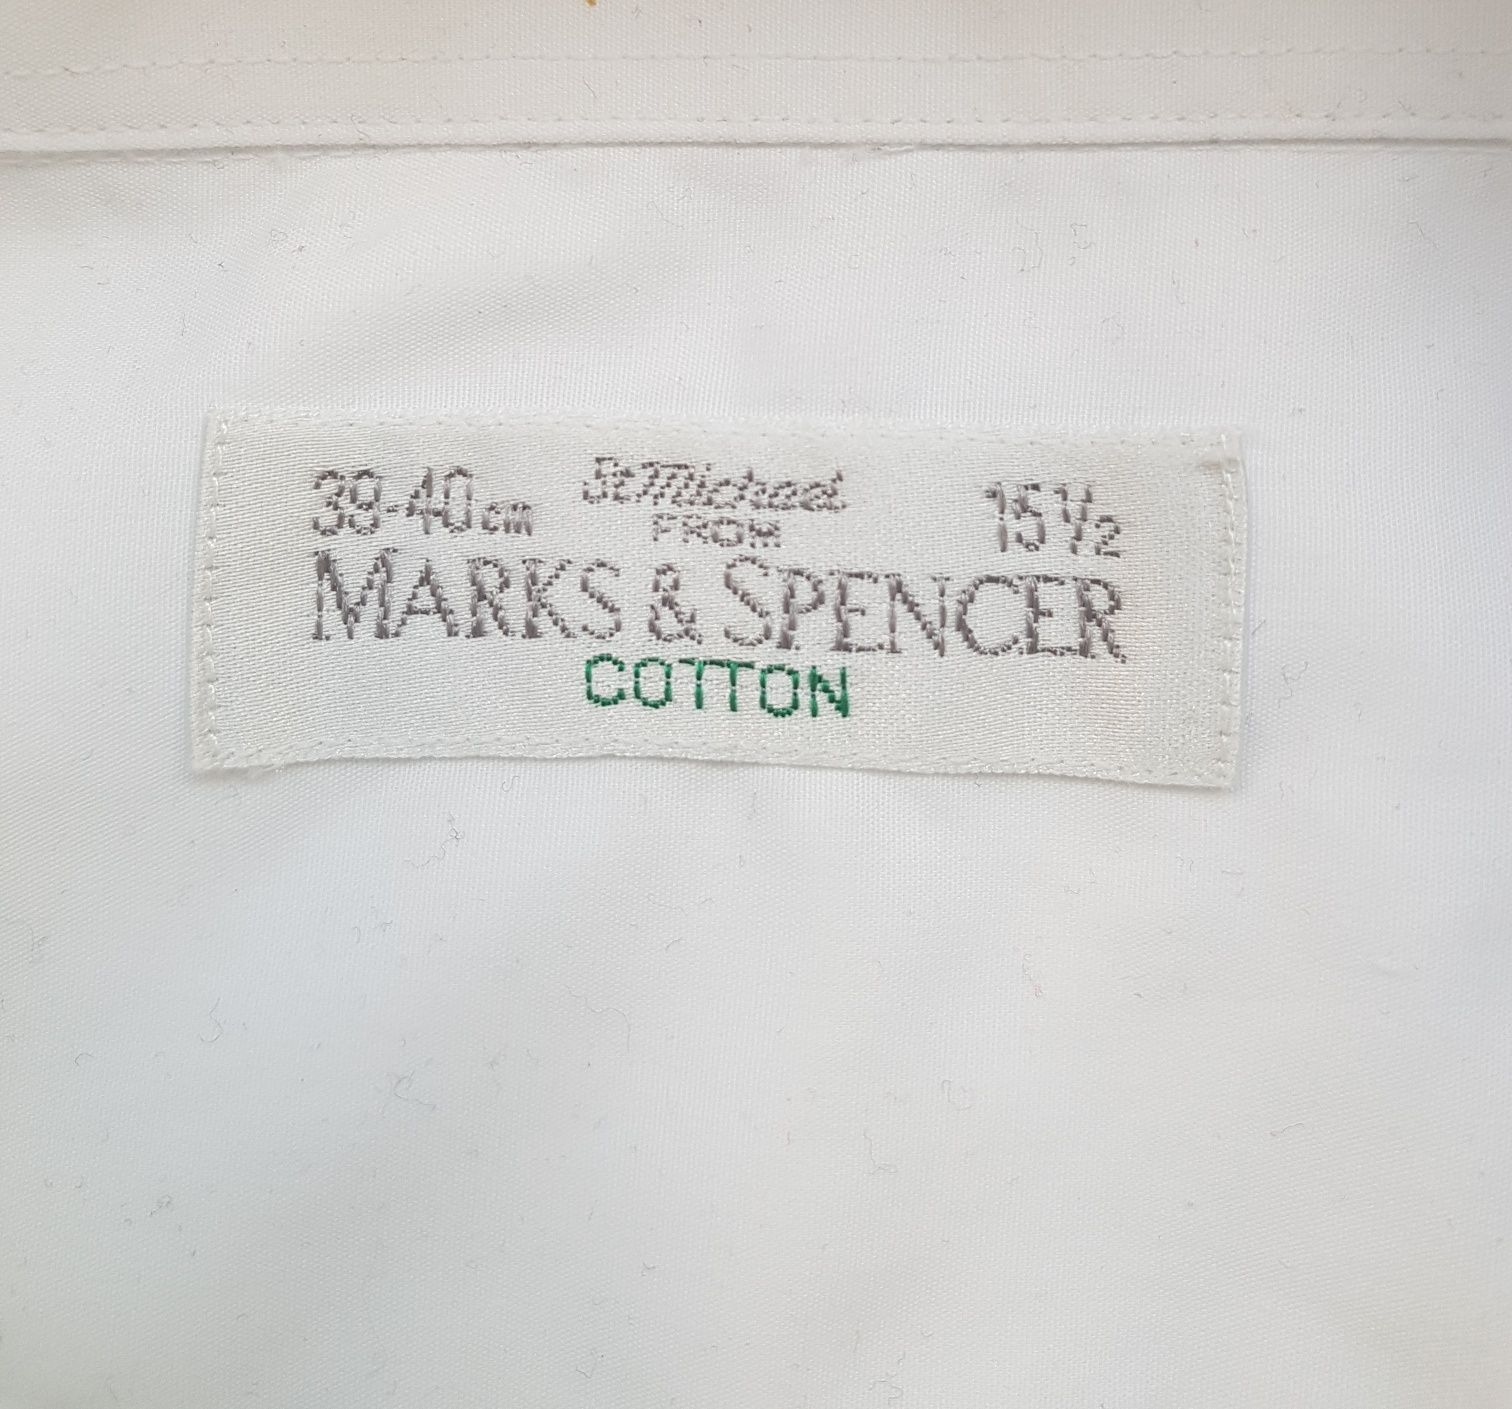 39-40cm St Michael 15½
FROM
MARKS & SPENCER
COTTON